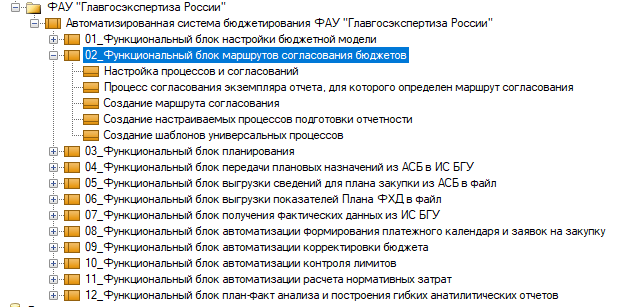 ФАУ "Главгосэкспертиза России"
Автоматизированная система бюджетирования ФАУ "Главгосэкспертиза России"
01_Функциональный блок настройки бюджетной модели
02_Функциональный блок маршрутов согласования бюджетов
Настройка процессов и согласований
Процесс согласования экземпляра отчета, для которого определен маршрут согласования
Создание маршрута согласования
Создание настраиваемых процессов подготовки отчетности
Создание шаблонов универсальных процессов
03_Функциональный блок планирования
04_Функциональный блок передачи плановых назначений из АСБ в ИС БГУ
05_Функциональный блок выгрузки сведений для плана закупки из АСБ в файл
06_Функциональный блок выгрузки показателей Плана ФХД в файл
07_Функциональный блок получения фактических данных из ИС БГУ
08_Функциональный блок автоматизации формирования платежного календаря и заявок на закупку
09_Функциональный блок автоматизации корректировки бюджета
10_Функциональный блок автоматизации контроля лимитов
11_Функциональный блок автоматизации расчета нормативных затрат
12_Функциональный блок план-факт анализа и построения гибких анатилитических отчетов